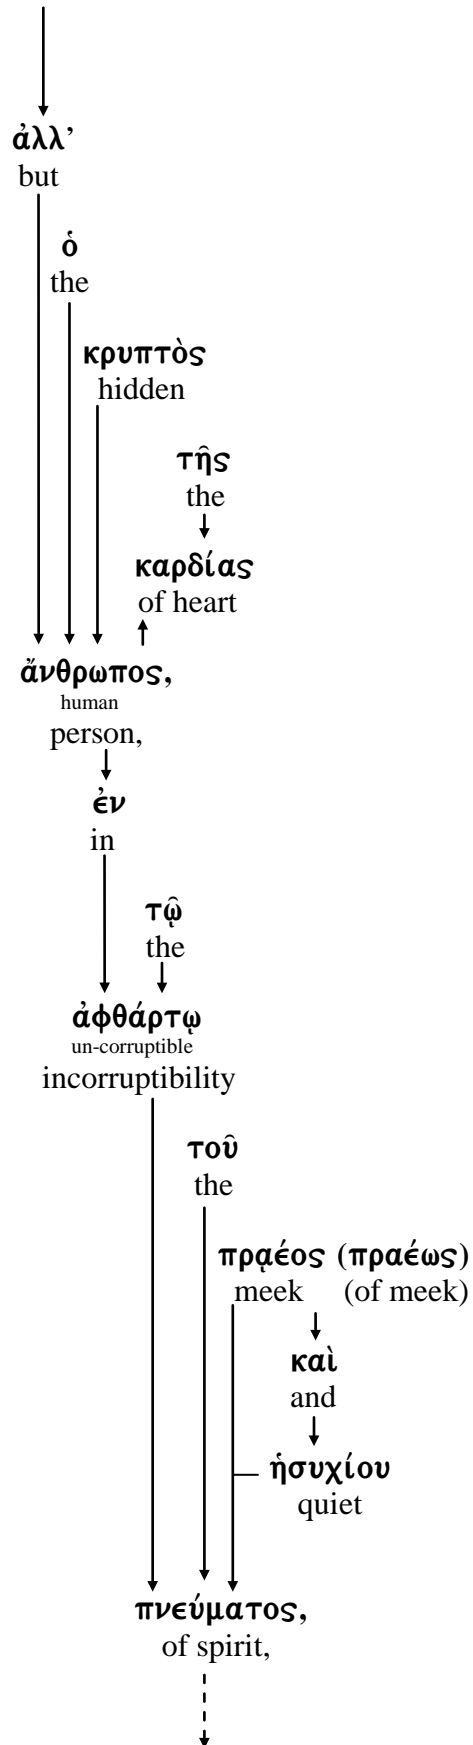 ἀλλ’
but
ὁ
the
κρυπτὸς
hidden
τῆς
the
καρδίας
of heart
ἄνθρωπος,
human
person,
ἐν
in
τῷ
the
ἀφθάρτῳ
un-corruptible
incorruptibility
τοῦ
the
πρᾳέος (πραέως)
meek (of meek)
καὶ
and
ἡσυχίου
quiet
πνεύματος,
of spirit,